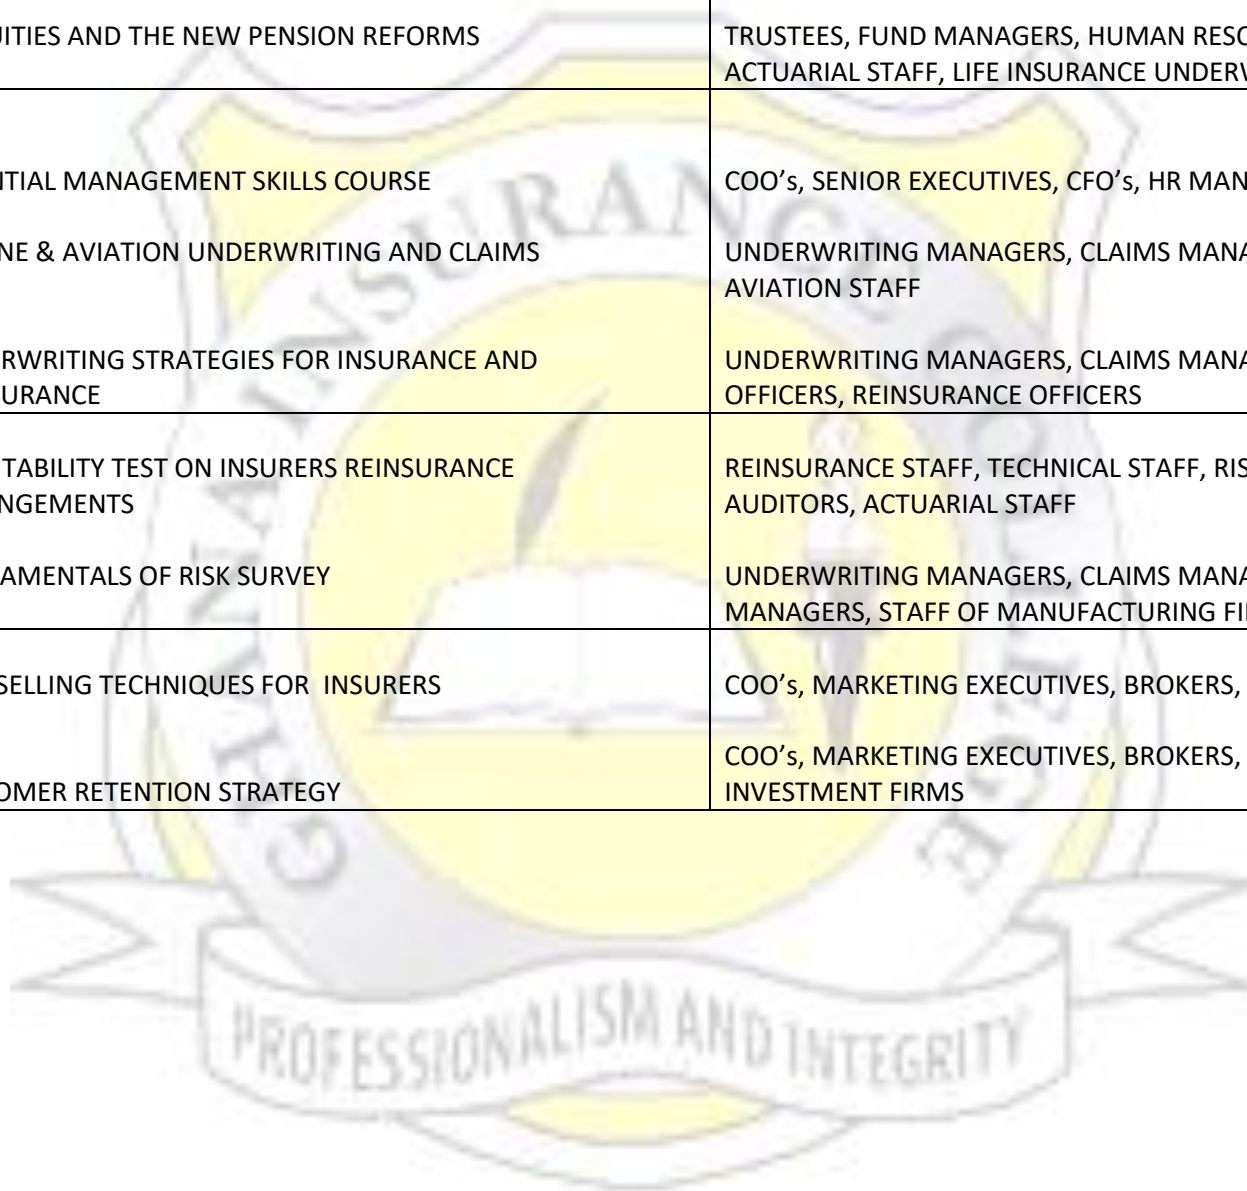 UITIES AND THE NEW PENSION REFORMS
TRUSTEES, FUND MANAGERS, HUMAN RESO
ACTUARIAL STAFF, LIFE INSURANCE UNDERW
NTIAL MANAGEMENT SKILLS COURSE
COO's, SENIOR EXECUTIVES, CFO's, HR MAN
NE & AVIATION UNDERWRITING AND CLAIMS
UNDERWRITING MANAGERS, CLAIMS MANA
AVIATION STAFF
RWRITING STRATEGIES FOR INSURANCE AND
URANCE
UNDERWRITING MANAGERS, CLAIMS MANA
OFFICERS, REINSURANCE OFFICERS
TABILITY TEST ON INSURERS REINSURANCE
NGEMENTS
REINSURANCE STAFF, TECHNICAL STAFF, RIS
AUDITORS, ACTUARIAL STAFF
AMENTALS OF RISK SURVEY
UNDERWRITING MANAGERS, CLAIMS MANA
MANAGERS, STAFF OF MANUFACTURING FI
SELLING TECHNIQUES FOR INSURERS
COO's, MARKETING EXECUTIVES, BROKERS,
OMER RETENTION STRATEGY
COO's, MARKETING EXECUTIVES, BROKERS,
INVESTMENT FIRMS
GHANA INSURANCE COLLEGE
PROFESSIONALISM AND INTEGRITY